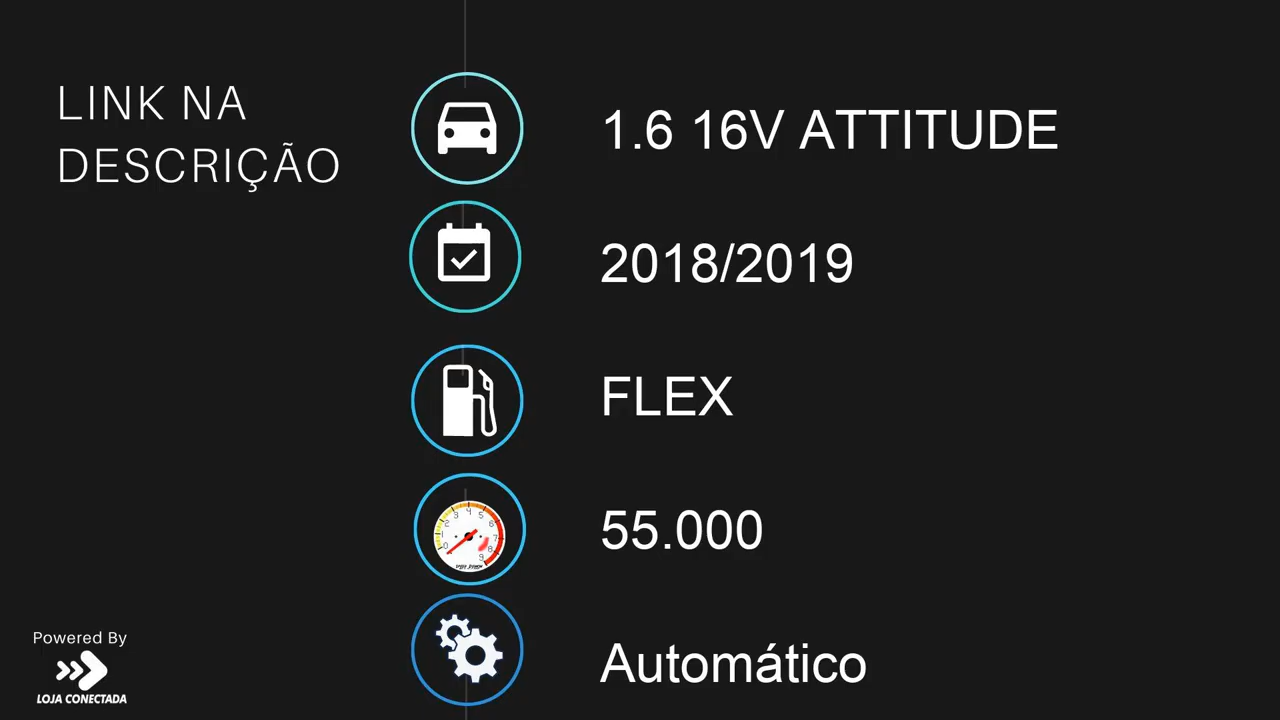 LINK NA
DESCRIÇÃO
1.6 16V ATTITUDE
2018/2019
FLEX
55.000
Automático
Powered By
LOJA CONECTADA